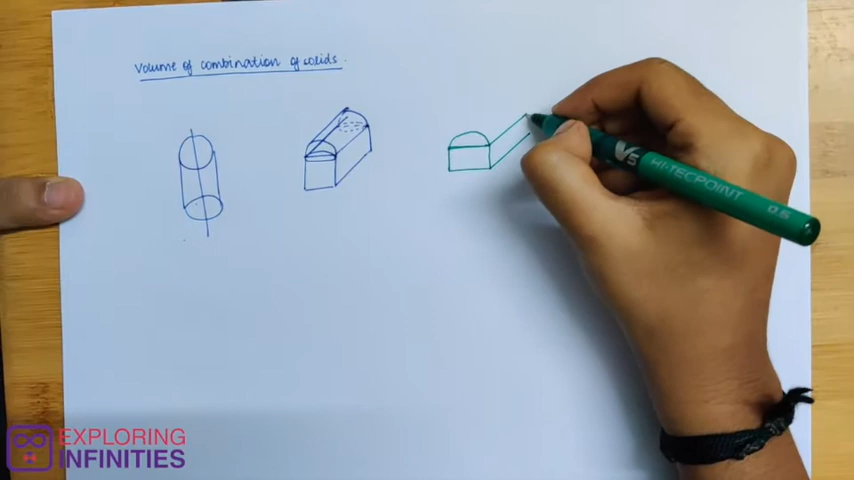 Volume of combination of solids.
V5 HI-TECPOINT 0.5
EXPLORING
INFINITIES